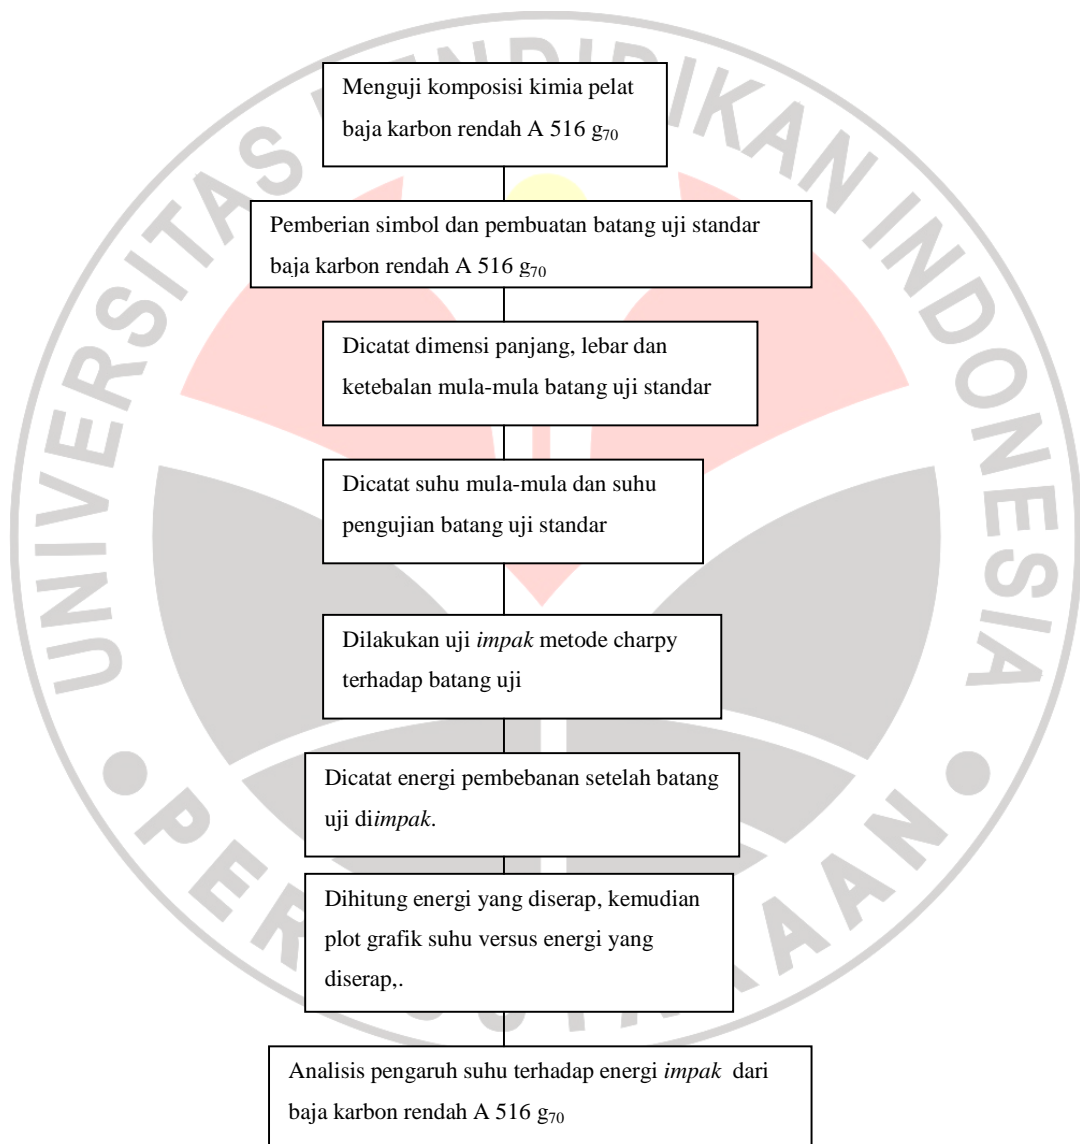 Menguji komposisi kimia pelat
baja karbon rendah A 516 g₇₀
Pemberian simbol dan pembuatan batang uji standar
baja karbon rendah A 516 g₇₀
Dicatat dimensi panjang, lebar dan
ketebalan mula-mula batang uji standar
Dicatat suhu mula-mula dan suhu
pengujian batang uji standar
Dilakukan uji impak metode charpy
terhadap batang uji
Dicatat energi pembebanan setelah batang
uji diimpak.
Dihitung energi yang diserap, kemudian
plot grafik suhu versus energi yang
diserap,.
Analisis pengaruh suhu terhadap energi impak dari
baja karbon rendah A 516 g₇₀
UNIVERSITAS PENDIDIKAN INDONESIA
PERPUSTAKAAN